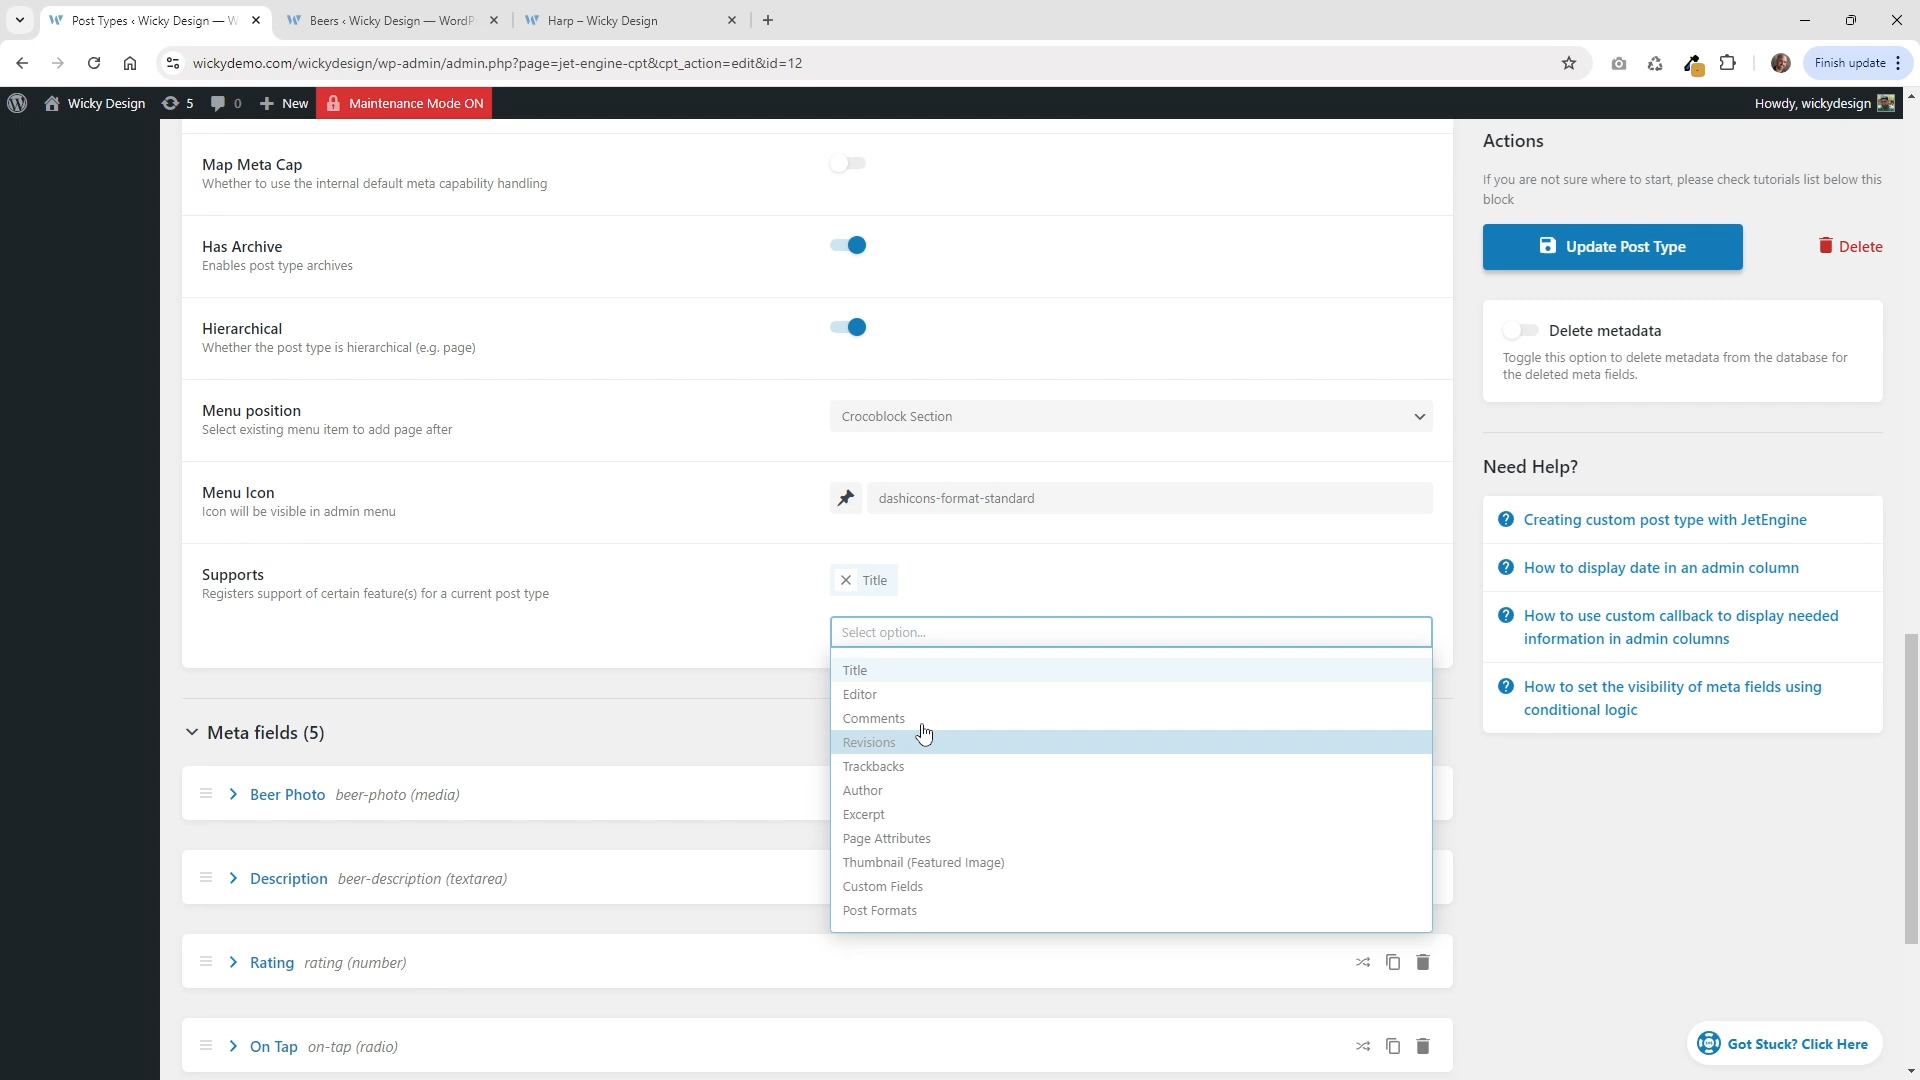 Post Types ‹ Wicky Design — W
Beers ‹ Wicky Design — WordP
Harp – Wicky Design
wickydemo.com/wickydesign/wp-admin/admin.php?page=jet-engine-cpt&cpt_action=edit&id=12
Finish update
Wicky Design
5
0
New
Maintenance Mode ON
Howdy, wickydesign
Map Meta Cap
Whether to use the internal default meta capability handling
Has Archive
Enables post type archives
Hierarchical
Whether the post type is hierarchical (e.g. page)
Menu position
Select existing menu item to add page after
Crocoblock Section
Menu Icon
Icon will be visible in admin menu
dashicons-format-standard
Supports
Registers support of certain feature(s) for a current post type
Title
Select option...
Title
Editor
Comments
Revisions
Trackbacks
Author
Excerpt
Page Attributes
Thumbnail (Featured Image)
Custom Fields
Post Formats
Meta fields (5)
Beer Photo beer-photo (media)
Description beer-description (textarea)
Rating rating (number)
On Tap on-tap (radio)
Actions
If you are not sure where to start, please check tutorials list below this
block
Update Post Type
Delete
Delete metadata
Toggle this option to delete metadata from the database for
the deleted meta fields.
Need Help?
Creating custom post type with JetEngine
How to display date in an admin column
How to use custom callback to display needed
information in admin columns
How to set the visibility of meta fields using
conditional logic
Got Stuck? Click Here